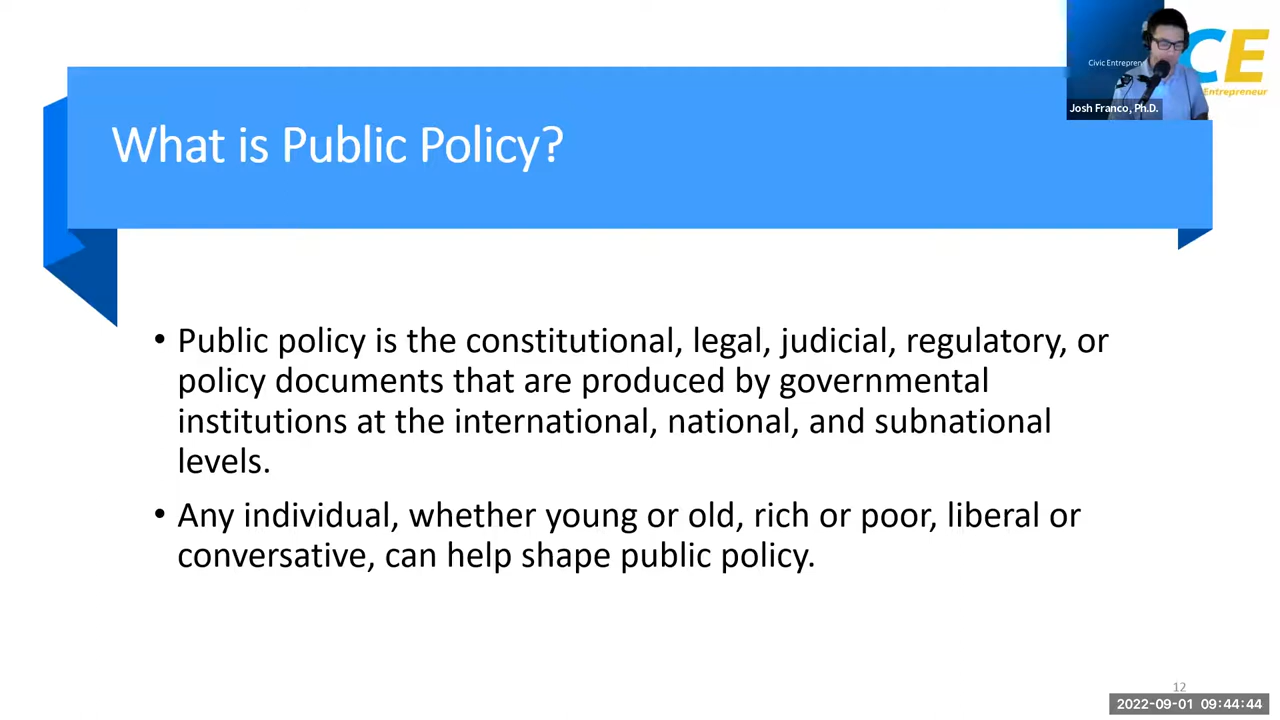 What is Public Policy?
Civic Entrepren
CE
Entrepreneur
Josh Franco, Ph.D.
• Public policy is the constitutional, legal, judicial, regulatory, or
policy documents that are produced by governmental
institutions at the international, national, and subnational
levels.
• Any individual, whether young or old, rich or poor, liberal or
conversative, can help shape public policy.
12
2022-09-01 09:44:44